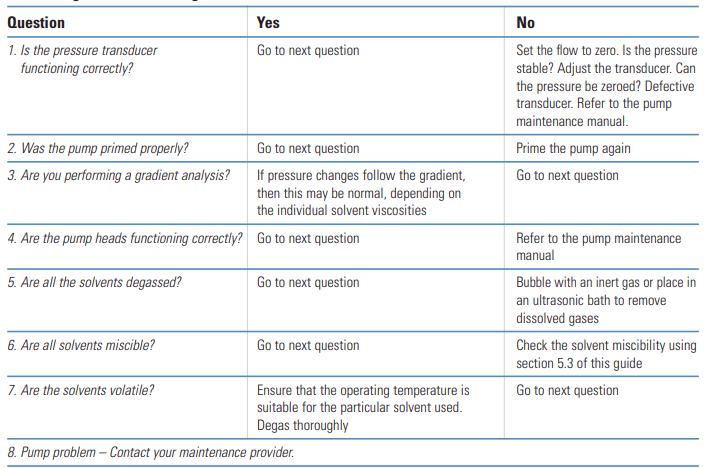 Question Yes No
1. Is the pressure transducer
functioning correctly?
Go to next question
Set the flow to zero. Is the pressure
stable? Adjust the transducer. Can
the pressure be zeroed? Defective
transducer. Refer to the pump
maintenance manual.
2. Was the pump primed properly? Go to next question Prime the pump again
3. Are you performing a gradient analysis?
If pressure changes follow the gradient,
then this may be normal, depending on
the individual solvent viscosities
Go to next question
4. Are the pump heads functioning correctly? Go to next question
Refer to the pump maintenance
manual
5. Are all the solvents degassed? Go to next question
Bubble with an inert gas or place in
an ultrasonic bath to remove
dissolved gases
6. Are all solvents miscible? Go to next question
Check the solvent miscibility using
section 5.3 of this guide
7. Are the solvents volatile?
Ensure that the operating temperature is
suitable for the particular solvent used.
Degas thoroughly
Go to next question
8. Pump problem – Contact your maintenance provider.